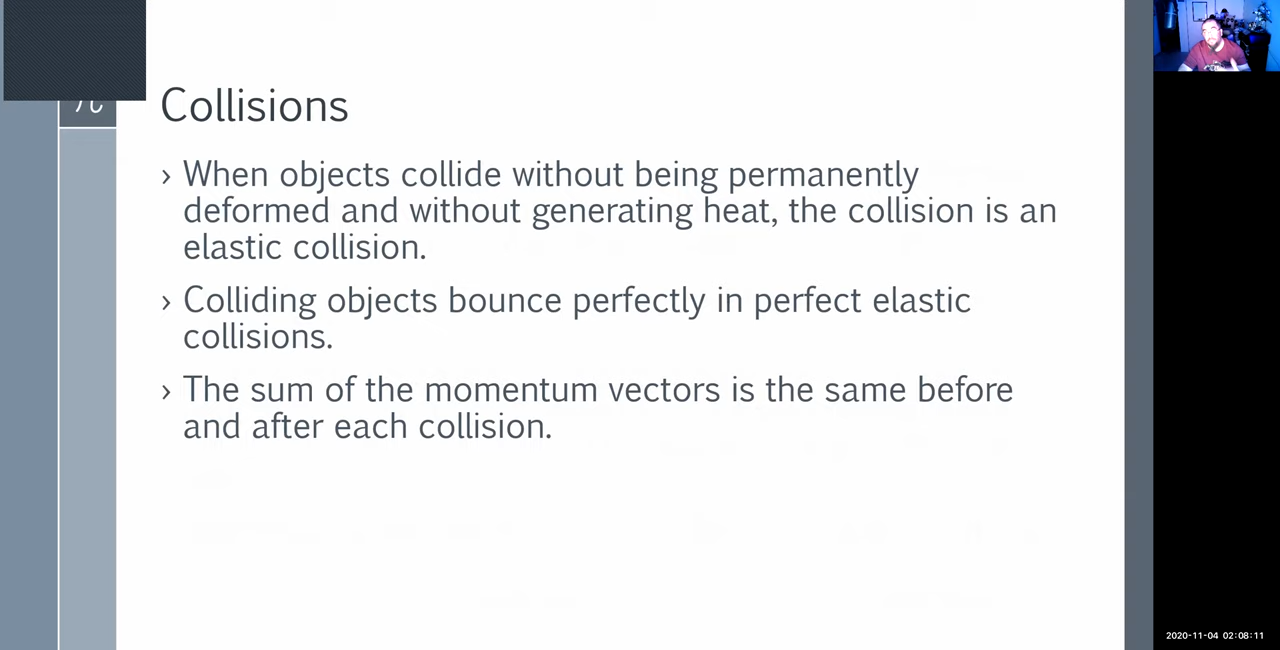 π
Collisions
› When objects collide without being permanently
deformed and without generating heat, the collision is an
elastic collision.
› Colliding objects bounce perfectly in perfect elastic
collisions.
› The sum of the momentum vectors is the same before
and after each collision.
2020-11-04 02:08:11